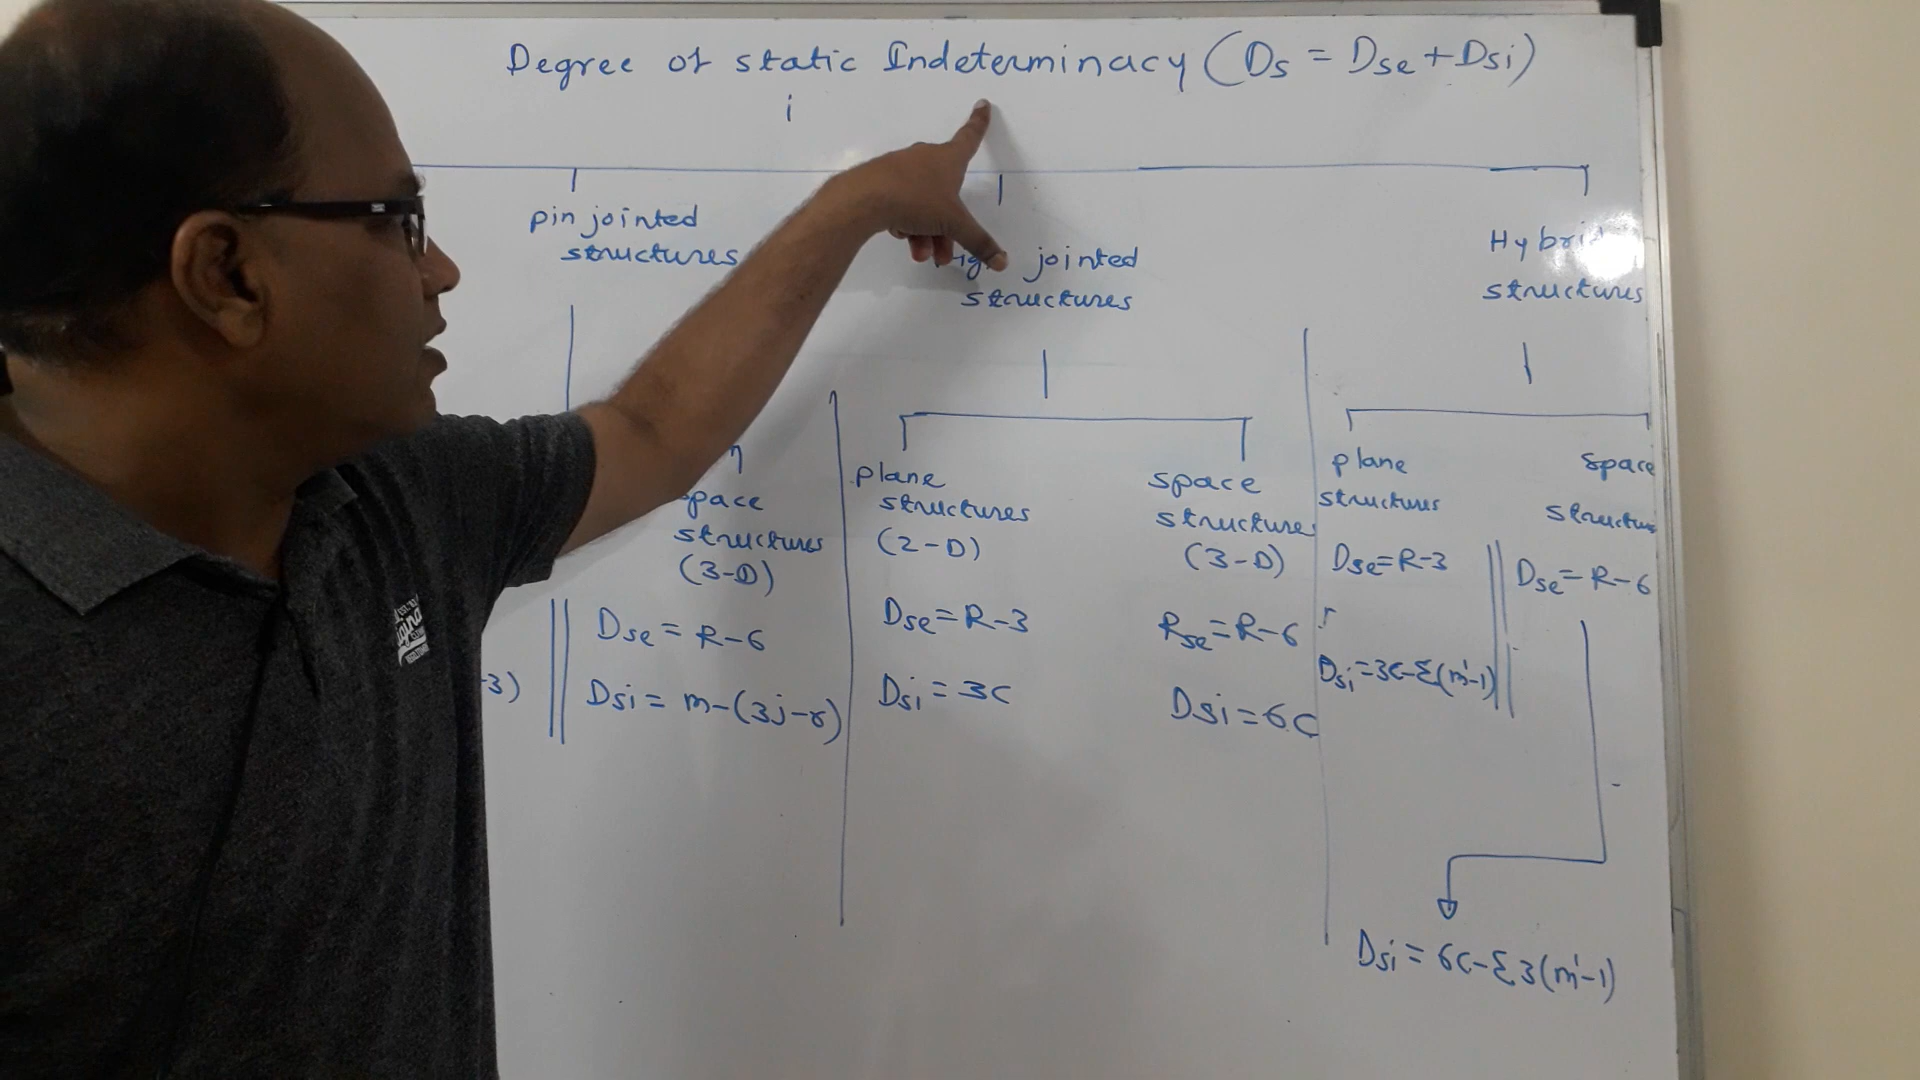 Degree of static Indeterminacy (Ds = Dse + Dsi)
i
pin jointed
structures
jointed
structures
structures
space
structures
(3-D)
Dse = R-6
Dsi = m-(3j-r)
-3)
plane
structures
(2-D)
Dse = R-3
Dsi = 3c
space
structures
(3-D)
Rse = R-6
Dsi = 6c
plane
structures
Dse = R-3
r
Dsi = 3c-Σ(m'-1)
space
Dse = R-6
Dsi = 6c-Σ3(m'-1)